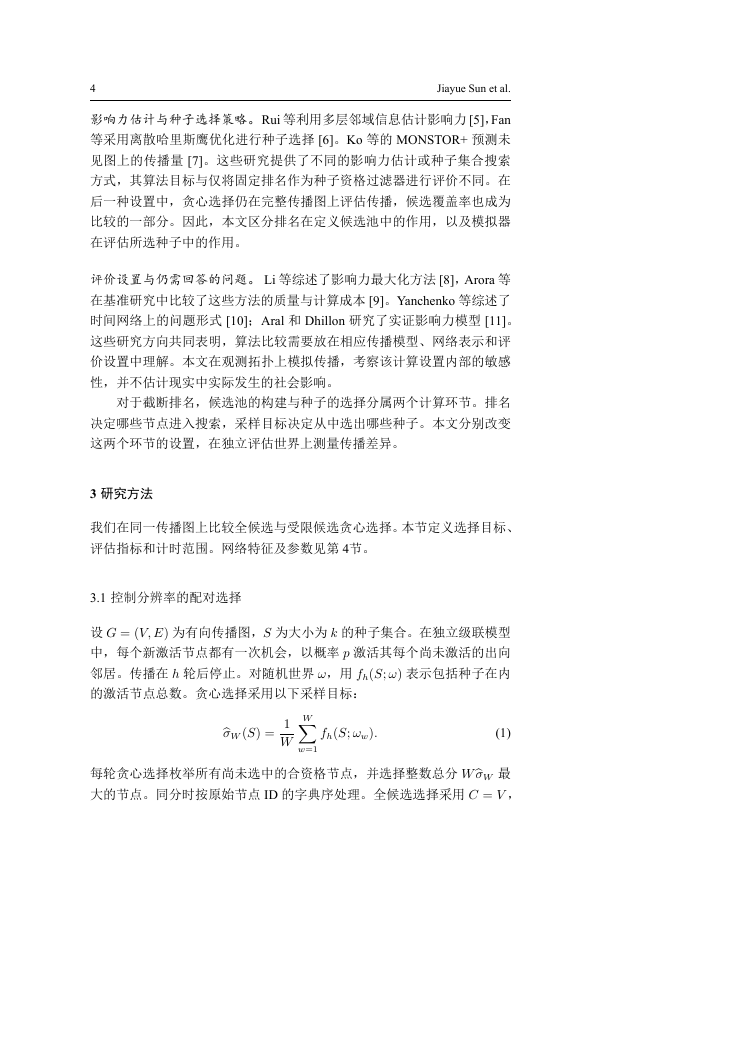 4 Jiayue Sun et al.
影响力估计与种子选择策略。Rui 等利用多层邻域信息估计影响力 [5],Fan
等采用离散哈里斯鹰优化进行种子选择 [6]。Ko 等的 MONSTOR+ 预测未
见图上的传播量 [7]。这些研究提供了不同的影响力估计或种子集合搜索
方式，其算法目标与仅将固定排名作为种子资格过滤器进行评价不同。在
后一种设置中，贪心选择仍在完整传播图上评估传播，候选覆盖率也成为
比较的一部分。因此，本文区分排名在定义候选池中的作用，以及模拟器
在评估所选种子中的作用。
评价设置与仍需回答的问题。 Li 等综述了影响力最大化方法 [8]，Arora 等
在基准研究中比较了这些方法的质量与计算成本 [9]。Yanchenko 等综述了
时间网络上的问题形式 [10]；Aral 和 Dhillon 研究了实证影响力模型 [11]。
这些研究方向共同表明，算法比较需要放在相应传播模型、网络表示和评
价设置中理解。本文在观测拓扑上模拟传播，考察该计算设置内部的敏感
性，并不估计现实中实际发生的社会影响。
对于截断排名，候选池的构建与种子的选择分属两个计算环节。排名
决定哪些节点进入搜索，采样目标决定从中选出哪些种子。本文分别改变
这两个环节的设置，在独立评估世界上测量传播差异。
3 研究方法
我们在同一传播图上比较全候选与受限候选贪心选择。本节定义选择目标、
评估指标和计时范围。网络特征及参数见第 4节。
3.1 控制分辨率的配对选择
设 G = (V, E) 为有向传播图，S 为大小为 k 的种子集合。在独立级联模型
中，每个新激活节点都有一次机会，以概率 p 激活其每个尚未激活的出向
邻居。传播在 h 轮后停止。对随机世界 ω，用 f_h(S; ω) 表示包括种子在内
的激活节点总数。贪心选择采用以下采样目标：
σ̂_W(S) = 1/W ∑_{w=1}^{W} f_h(S; ω_w). (1)
每轮贪心选择枚举所有尚未选中的合资格节点，并选择整数总分 Wσ̂_W 最
大的节点。同分时按原始节点 ID 的字典序处理。全候选选择采用 C = V，